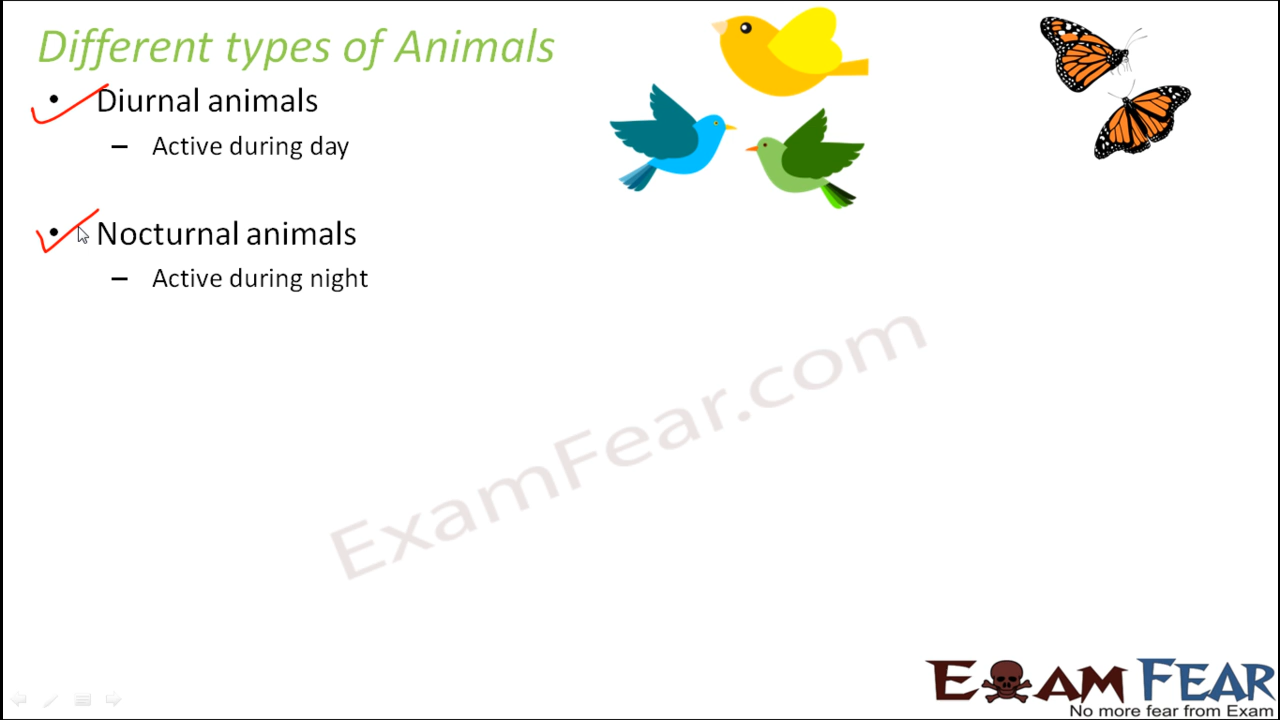 Different types of Animals
• Diurnal animals
– Active during day
• Nocturnal animals
– Active during night
ExamFear.com
EXAM FEAR
No more fear from Exam